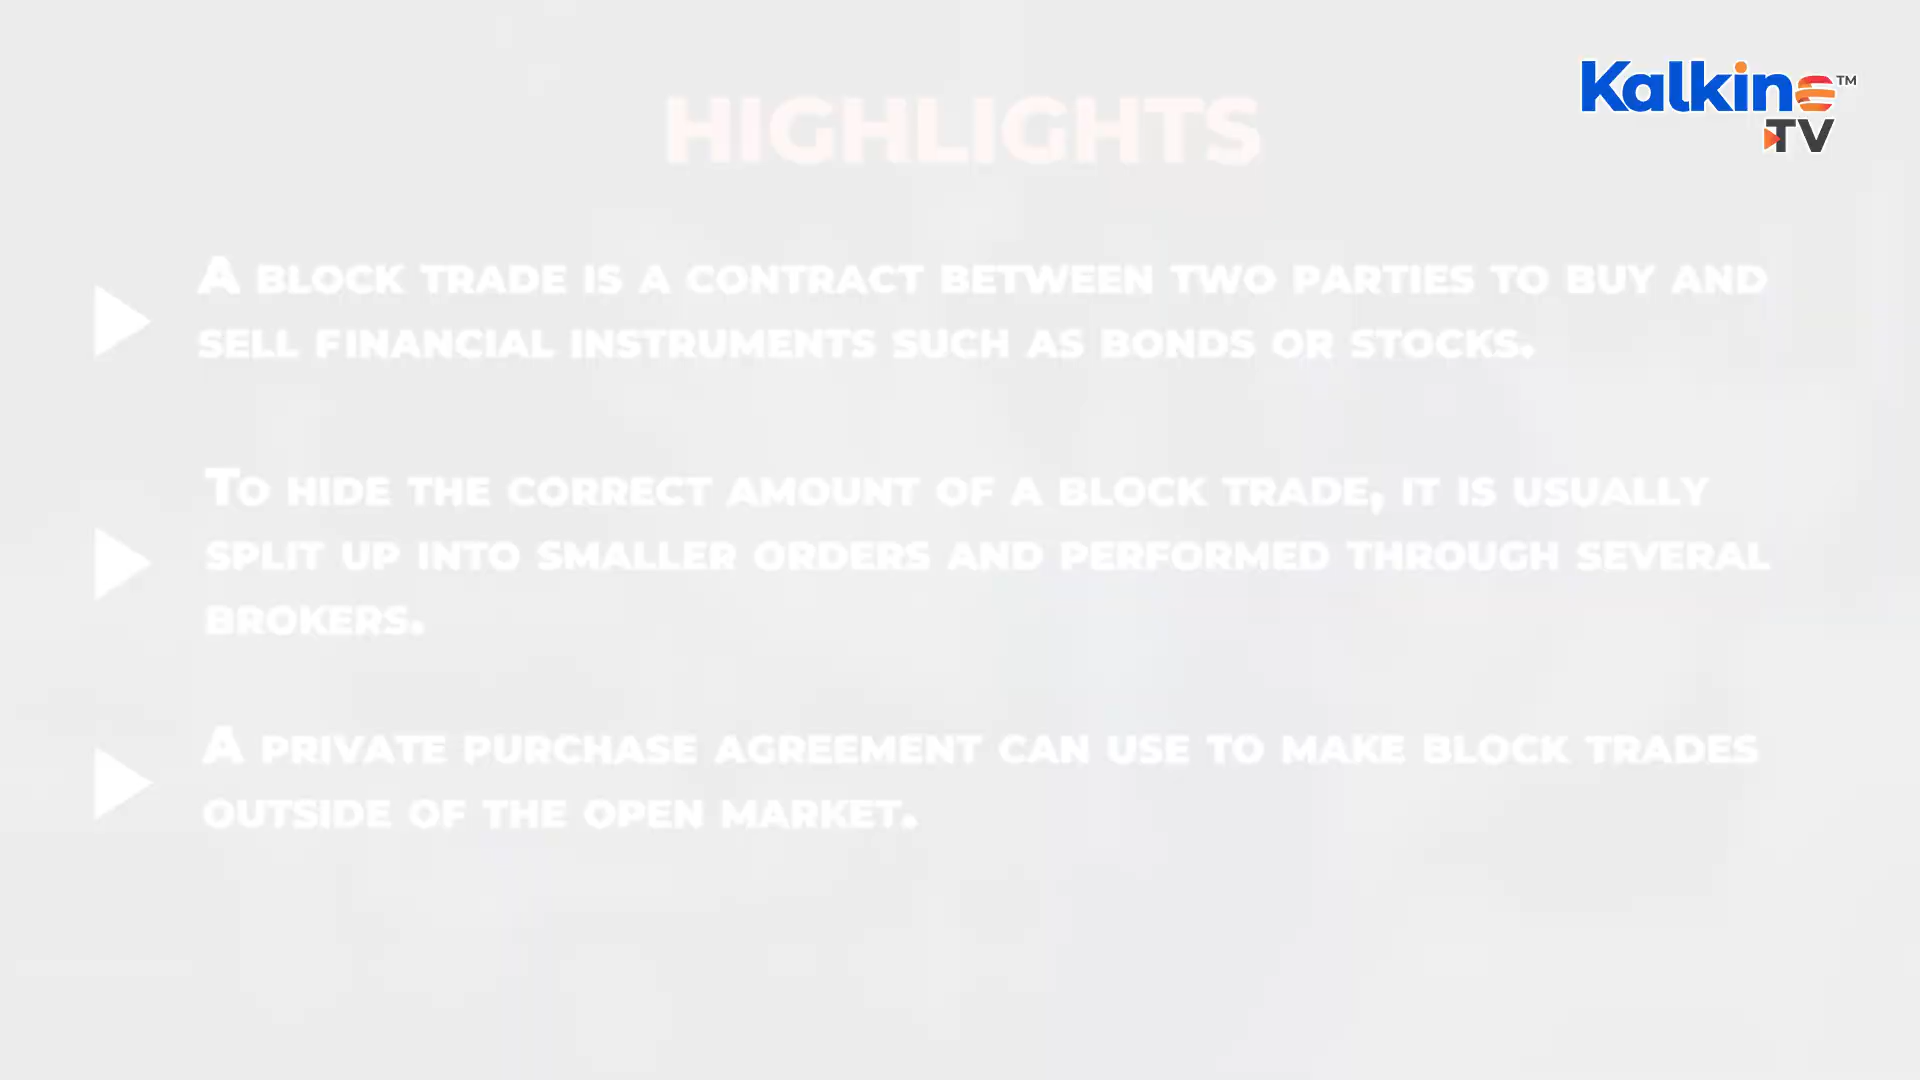 Kalkine™
TV
HIGHLIGHTS
A BLOCK TRADE IS A CONTRACT BETWEEN TWO PARTIES TO BUY AND
SELL FINANCIAL INSTRUMENTS SUCH AS BONDS OR STOCKS.
TO HIDE THE CORRECT AMOUNT OF A BLOCK TRADE, IT IS USUALLY
SPLIT UP INTO SMALLER ORDERS AND PERFORMED THROUGH SEVERAL
BROKERS.
A PRIVATE PURCHASE AGREEMENT CAN USE TO MAKE BLOCK TRADES
OUTSIDE OF THE OPEN MARKET.